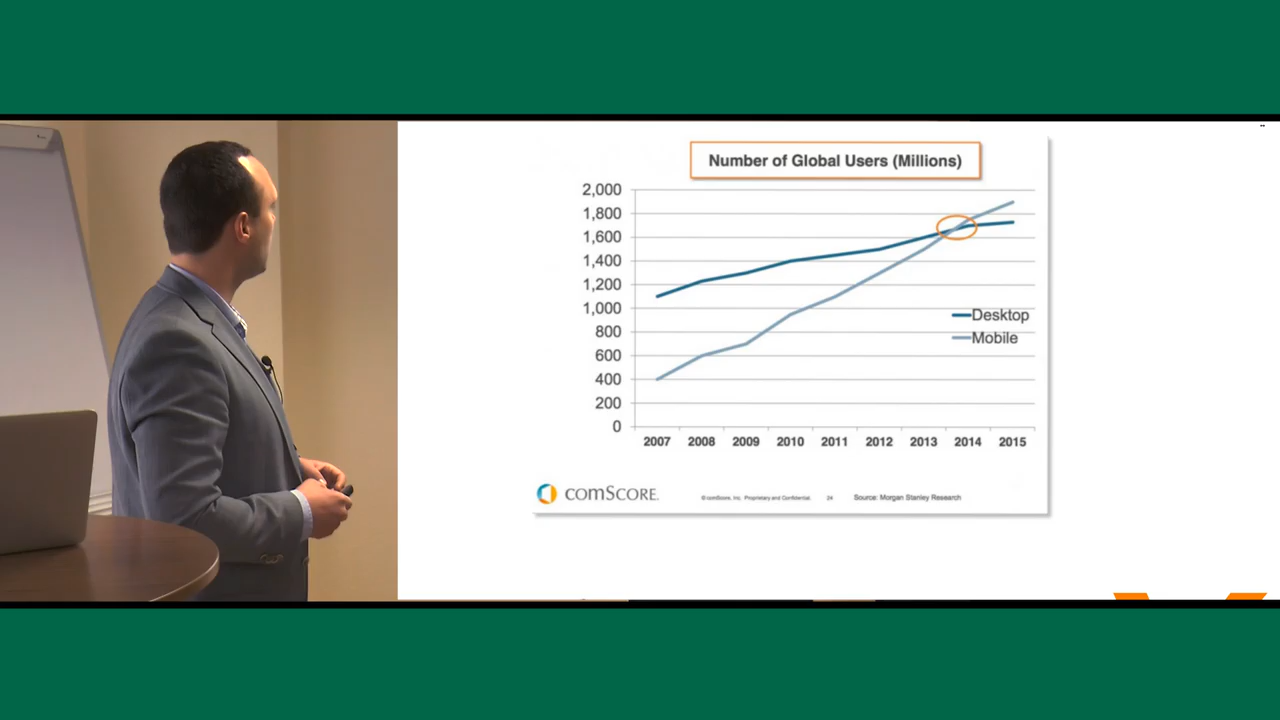 Number of Global Users (Millions)
2,000
1,800
1,600
1,400
1,200
1,000
800
600
400
200
0
Desktop
Mobile
2007 2008 2009 2010 2011 2012 2013 2014 2015
comSCORE.
© comScore, Inc. Proprietary and Confidential. 24 Source: Morgan Stanley Research